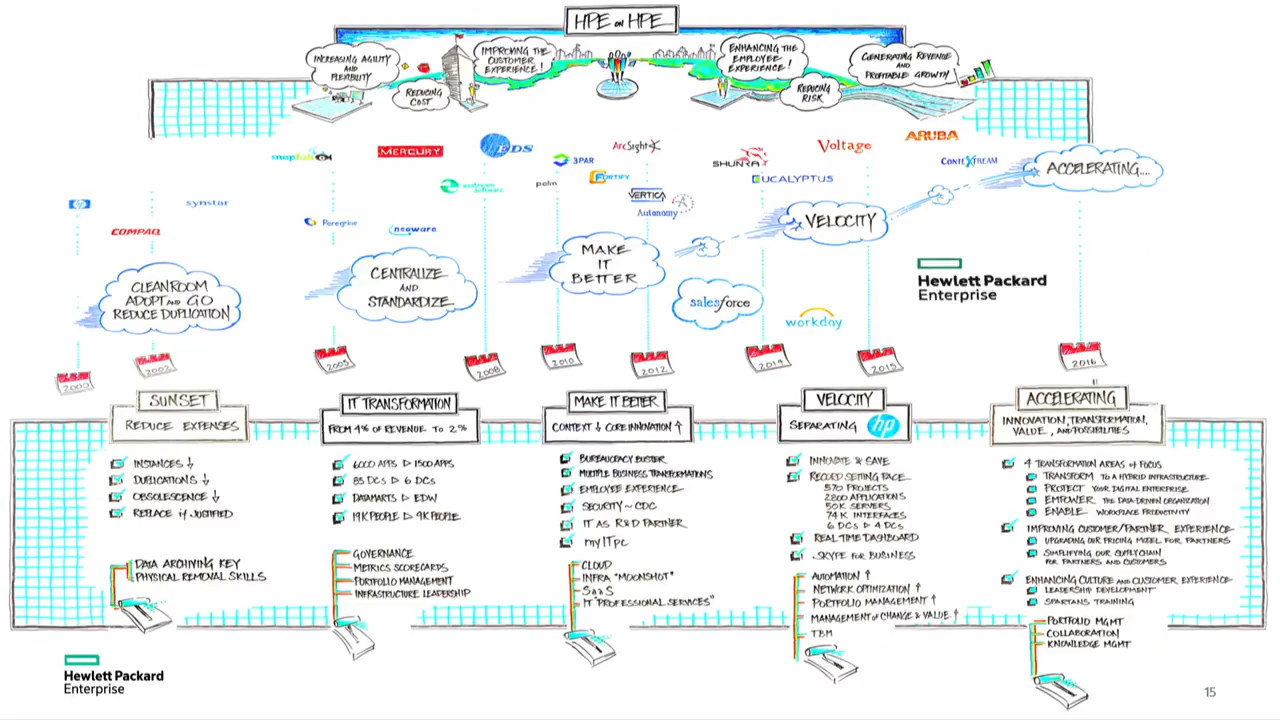 HPE on HPE
INCREASING AGILITY
AND
FLEXIBILITY
REDUCING
COST
IMPROVING THE
CUSTOMER
EXPERIENCE!
ENHANCING THE
EMPLOYEE
EXPERIENCE!
REDUCING
RISK
GENERATING REVENUE
AND
PROFITABLE GROWTH
snapfish
MERCURY
EDS
3PAR
ArcSight
SHUNRA
Voltage
ARUBA
CONTEXTREAM
ACCELERATING....
hp
synstar
COMPAQ
Peregrine
neoware
palm
FORTIFY
VERTICA
Autonomy
EUCALYPTUS
VELOCITY
CLEANROOM
ADOPT AND GO
REDUCE DUPLICATION
CENTRALIZE
AND
STANDARDIZE
MAKE
IT
BETTER
salesforce
workday
Hewlett Packard
Enterprise
2000
2002
2005
2008
2010
2012
2014
2015
2016
SUNSET
REDUCE EXPENSES
INSTANCES ↓
DUPLICATIONS ↓
OBSOLESCENCE ↓
REPLACE if JUSTIFIED
DATA ARCHIVING KEY
PHYSICAL REMOVAL SKILLS
IT TRANSFORMATION
FROM 4% OF REVENUE TO 2%
6000 APPS ▷ 1500 APPS
85 DCs ▷ 6 DCs
DATAMARTS ▷ EDW
19K PEOPLE ▷ 9K PEOPLE
GOVERNANCE
METRICS SCORECARDS
PORTFOLIO MANAGEMENT
INFRASTRUCTURE LEADERSHIP
MAKE IT BETTER
CONTEXT ↓ CORE INNOVATION ↑
BUREAUCRACY BUSTER
MULTIPLE BUSINESS TRANSFORMATIONS
EMPLOYEE EXPERIENCE
SECURITY ~ CDC
IT AS R&D PARTNER
myITpc
CLOUD
INFRA "MOONSHOT"
SaaS
IT "PROFESSIONAL SERVICES"
VELOCITY
SEPARATING hp
INNOVATE & SAVE
RECORD SETTING PACE
570 PROJECTS
2800 APPLICATIONS
50K SERVERS
74K INTERFACES
6 DCs ▷ 4 DCs
REAL TIME DASHBOARD
SKYPE FOR BUSINESS
AUTOMATION ↑
NETWORK OPTIMIZATION ↑
PORTFOLIO MANAGEMENT ↑
MANAGEMENT OF CHANGE & VALUE ↑
TBM
ACCELERATING
INNOVATION, TRANSFORMATION,
VALUE, AND POSSIBILITIES
4 TRANSFORMATION AREAS of FOCUS
TRANSFORM TO A HYBRID INFRASTRUCTURE
PROTECT YOUR DIGITAL ENTERPRISE
EMPOWER THE DATA DRIVEN ORGANIZATION
ENABLE WORKPLACE PRODUCTIVITY
IMPROVING CUSTOMER/PARTNER EXPERIENCE
UPGRADING OUR PRICING MODEL FOR PARTNERS
SIMPLIFYING OUR SUPPLY CHAIN
FOR PARTNERS AND CUSTOMERS
ENHANCING CULTURE AND CUSTOMER EXPERIENCE
LEADERSHIP DEVELOPMENT
SPARTANS TRAINING
PORTFOLIO MGMT
COLLABORATION
KNOWLEDGE MGMT
Hewlett Packard
Enterprise
15